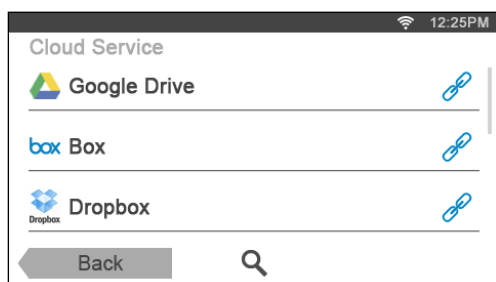 12:25PM
Cloud Service
Google Drive
box Box
Dropbox Dropbox
Back